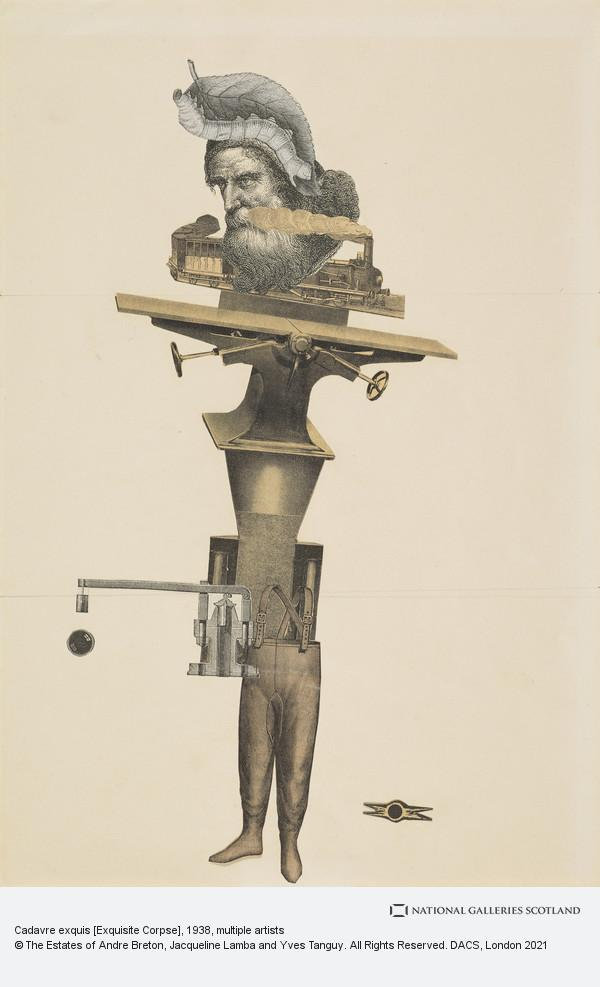 NATIONAL GALLERIES SCOTLAND
Cadavre exquis [Exquisite Corpse], 1938, multiple artists
© The Estates of Andre Breton, Jacqueline Lamba and Yves Tanguy. All Rights Reserved. DACS, London 2021